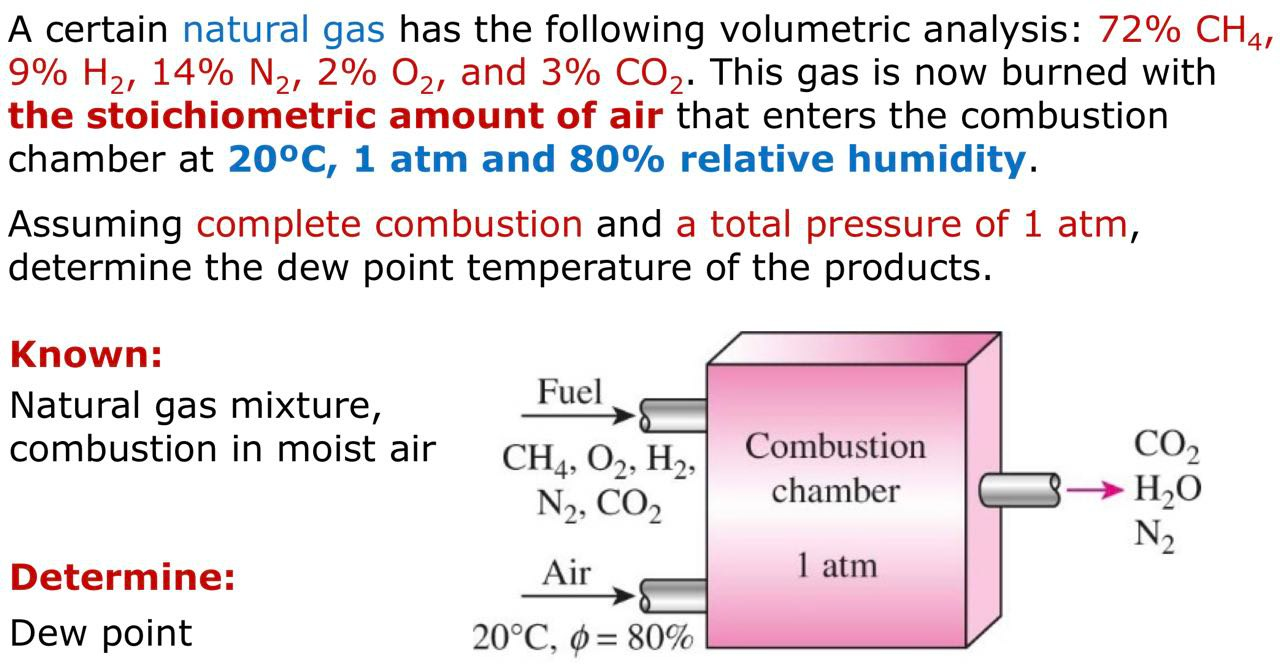 A certain natural gas has the following volumetric analysis: 72% CH₄,
9% H₂, 14% N₂, 2% O₂, and 3% CO₂. This gas is now burned with
the stoichiometric amount of air that enters the combustion
chamber at 20ºC, 1 atm and 80% relative humidity.
Assuming complete combustion and a total pressure of 1 atm,
determine the dew point temperature of the products.
Known:
Natural gas mixture,
combustion in moist air
Determine:
Dew point
Fuel
CH₄, O₂, H₂,
N₂, CO₂
Air
20°C, ϕ = 80%
Combustion
chamber
1 atm
CO₂
H₂O
N₂